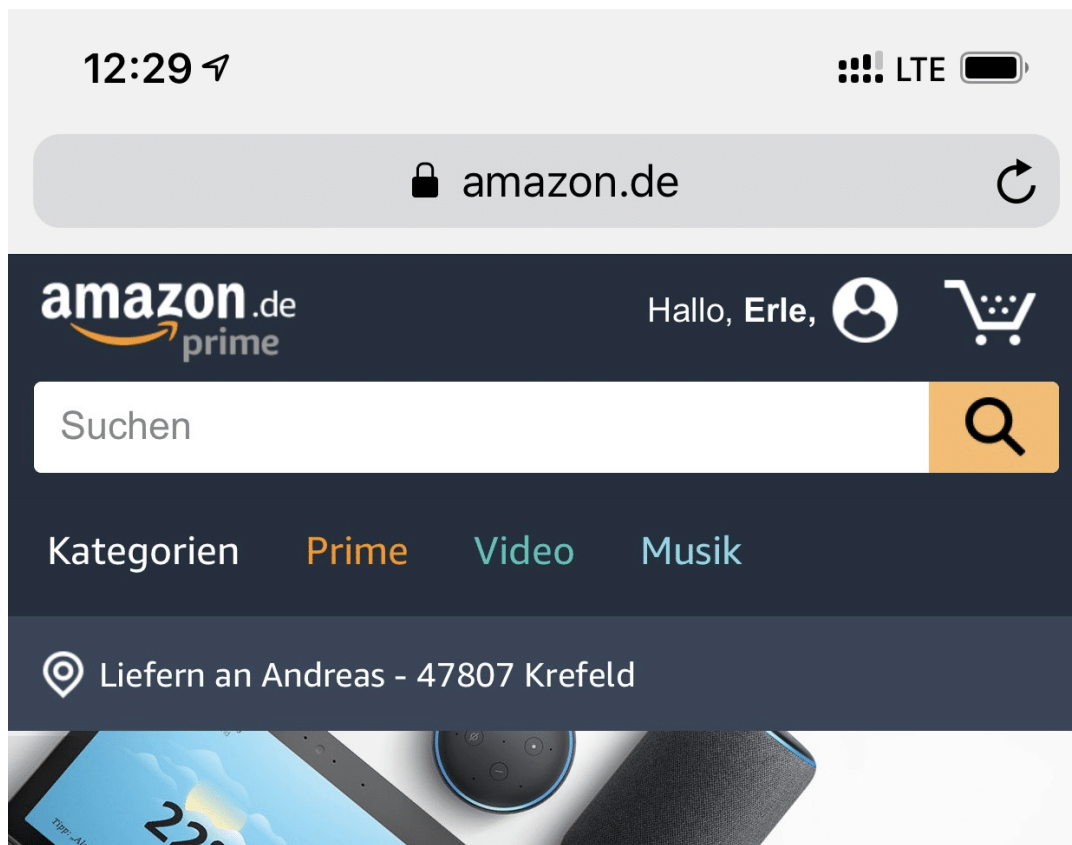 12:29 LTE
amazon.de
amazon.de Hallo, Erle,
prime
Suchen
Kategorien Prime Video Musik
Liefern an Andreas - 47807 Krefeld
22°